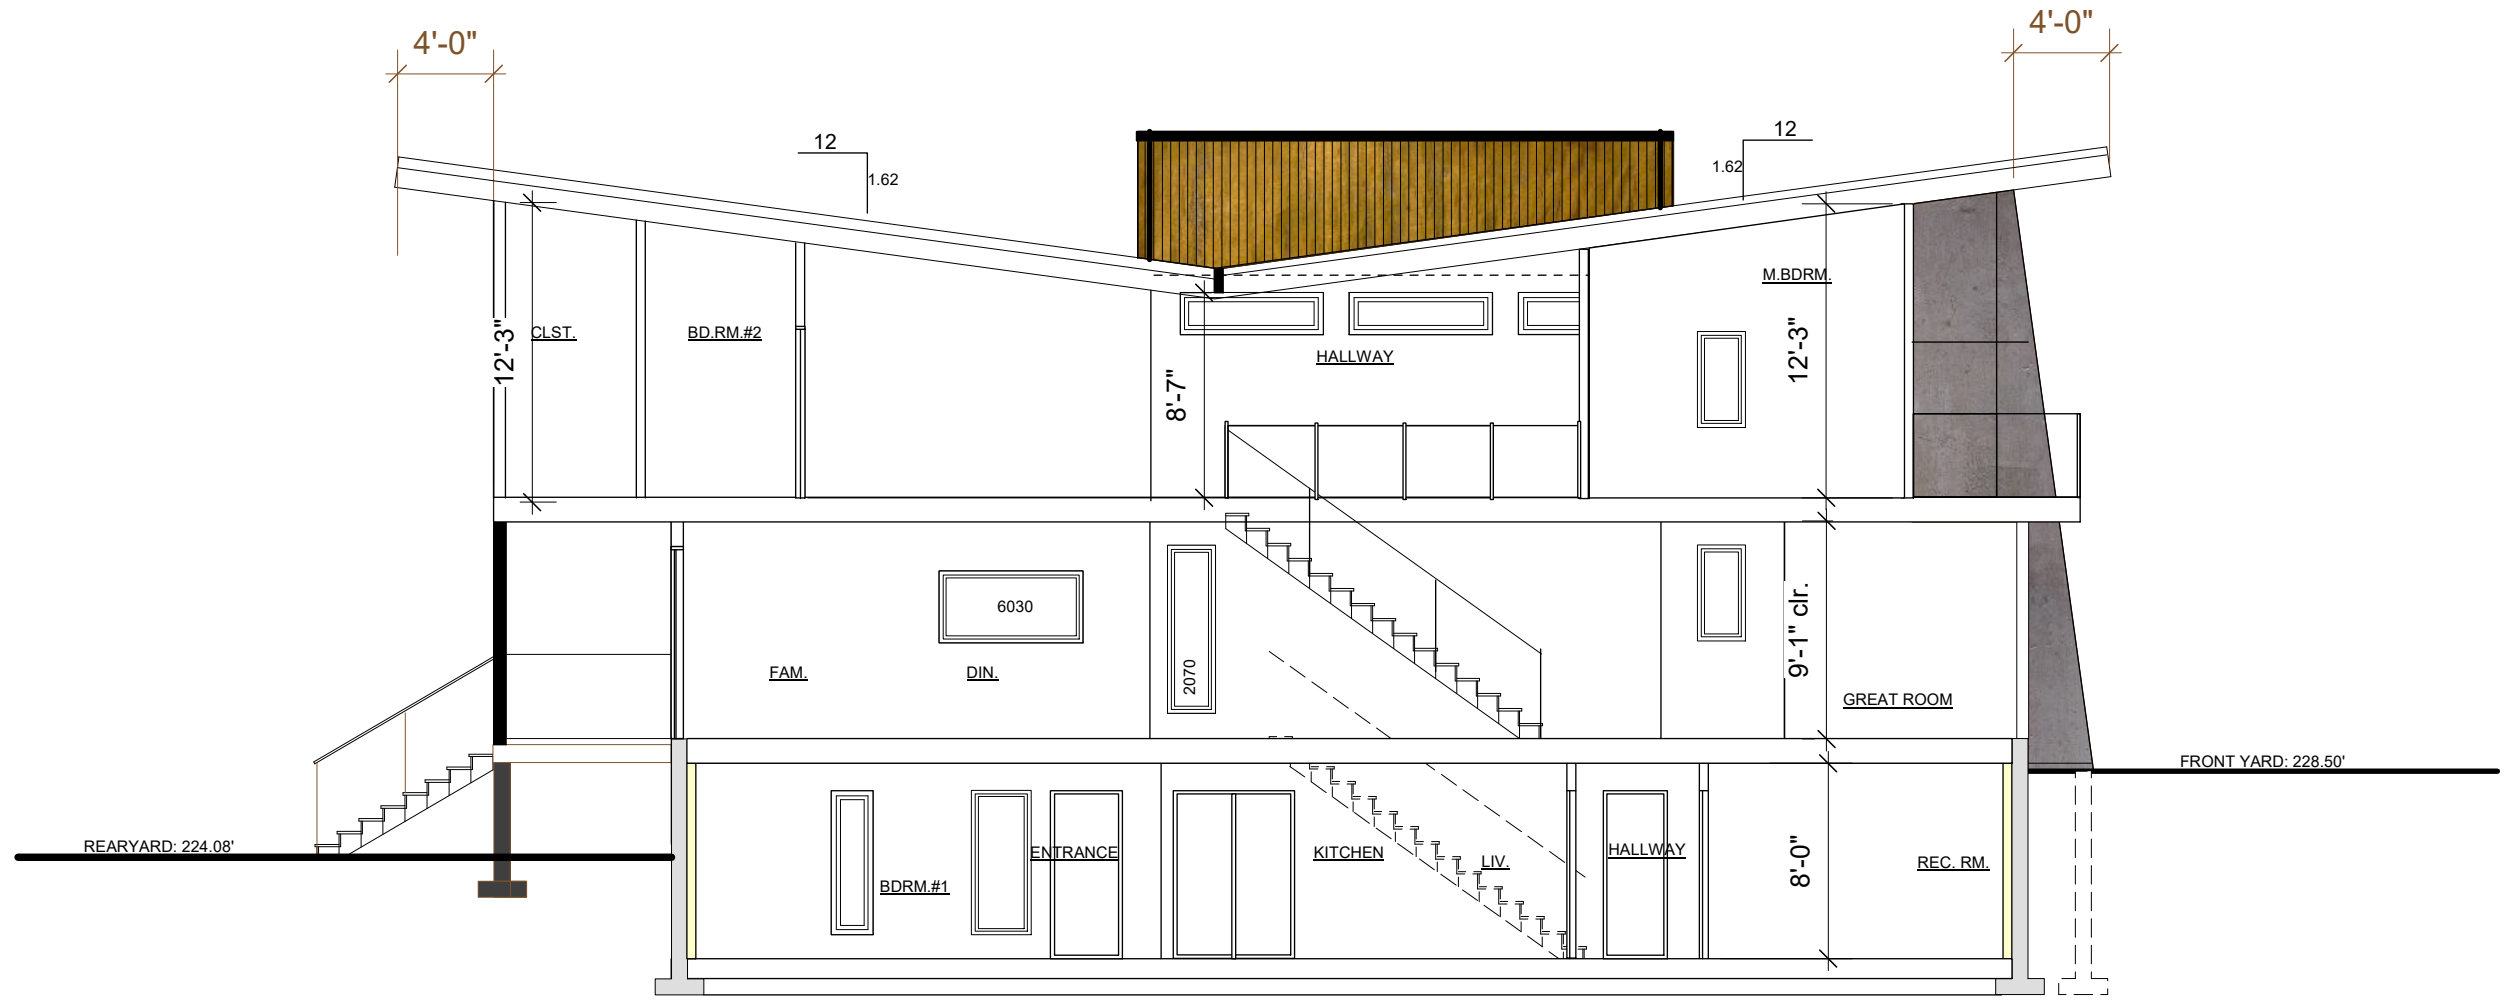 4'-0"
4'-0"
12
1.62
12
1.62
CLST.
BD.RM.#2
12'-3"
8'-7"
HALLWAY
M.BDRM.
12'-3"
6030
2070
FAM.
DIN.
9'-1" clr.
GREAT ROOM
REARYARD: 224.08'
FRONT YARD: 228.50'
BDRM.#1
ENTRANCE
KITCHEN
LIV.
HALLWAY
8'-0"
REC. RM.